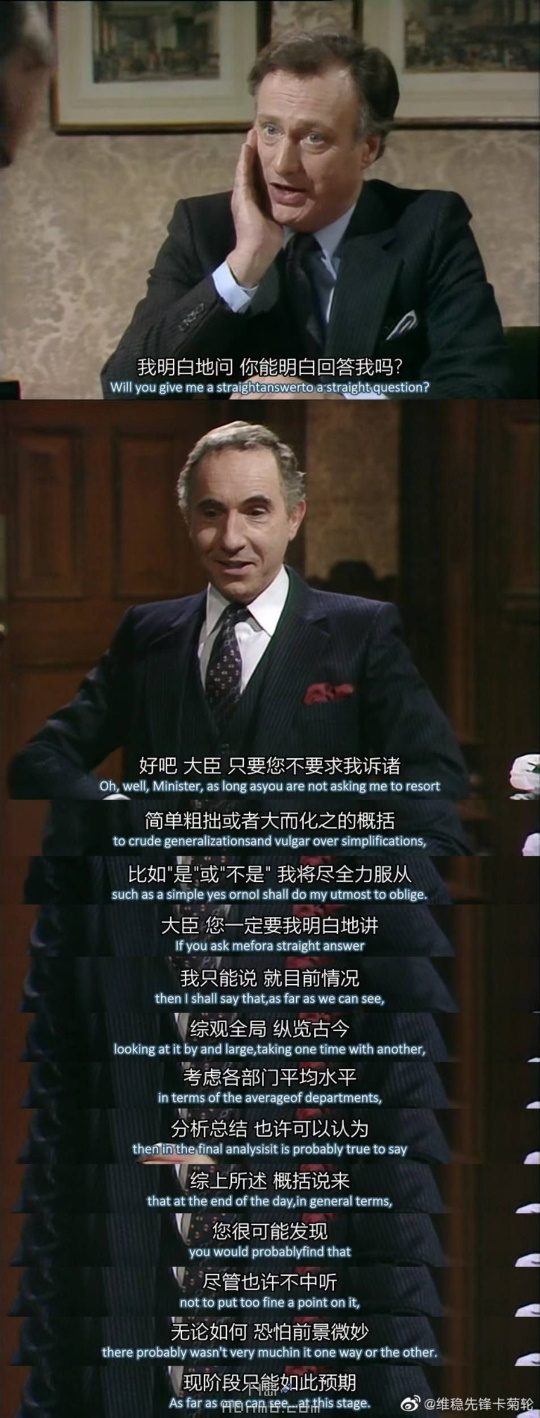 我明白地问 你能明白回答我吗?
Will you give me a straightanswerto a straight question?
好吧 大臣 只要您不要求我诉诸
Oh, well, Minister, as long asyou are not asking me to resort
简单粗拙或者大而化之的概括
to crude generalizationsand vulgar over simplifications,
比如"是"或"不是" 我将尽全力服从
such as a simple yes ornoI shall do my utmost to oblige.
大臣 您一定要我明白地讲
If you ask mefora straight answer
我只能说 就目前情况
then I shall say that,as far as we can see,
综观全局 纵览古今
looking at it by and large,taking one time with another,
考虑各部门平均水平
in terms of the averageof departments,
分析总结 也许可以认为
then in the final analysisit is probably true to say
综上所述 概括说来
that at the end of the day,in general terms,
您很可能发现
you would probablyfind that
尽管也许不中听
not to put too fine a point on it,
无论如何 恐怕前景微妙
there probably wasn't very muchin it one way or the other.
现阶段只能如此预期
As far as one can see...at this stage.
@维稳先锋卡菊轮